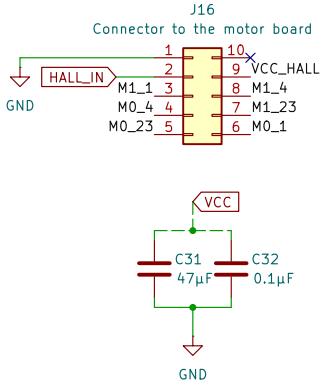 J16
Connector to the motor board
1 10
HALL_IN 2 9 VCC_HALL
M1_1 3 8 M1_4
M0_4 4 7 M1_23
M0_23 5 6 M0_1
GND
VCC
C31 C32
47µF 0.1µF
GND